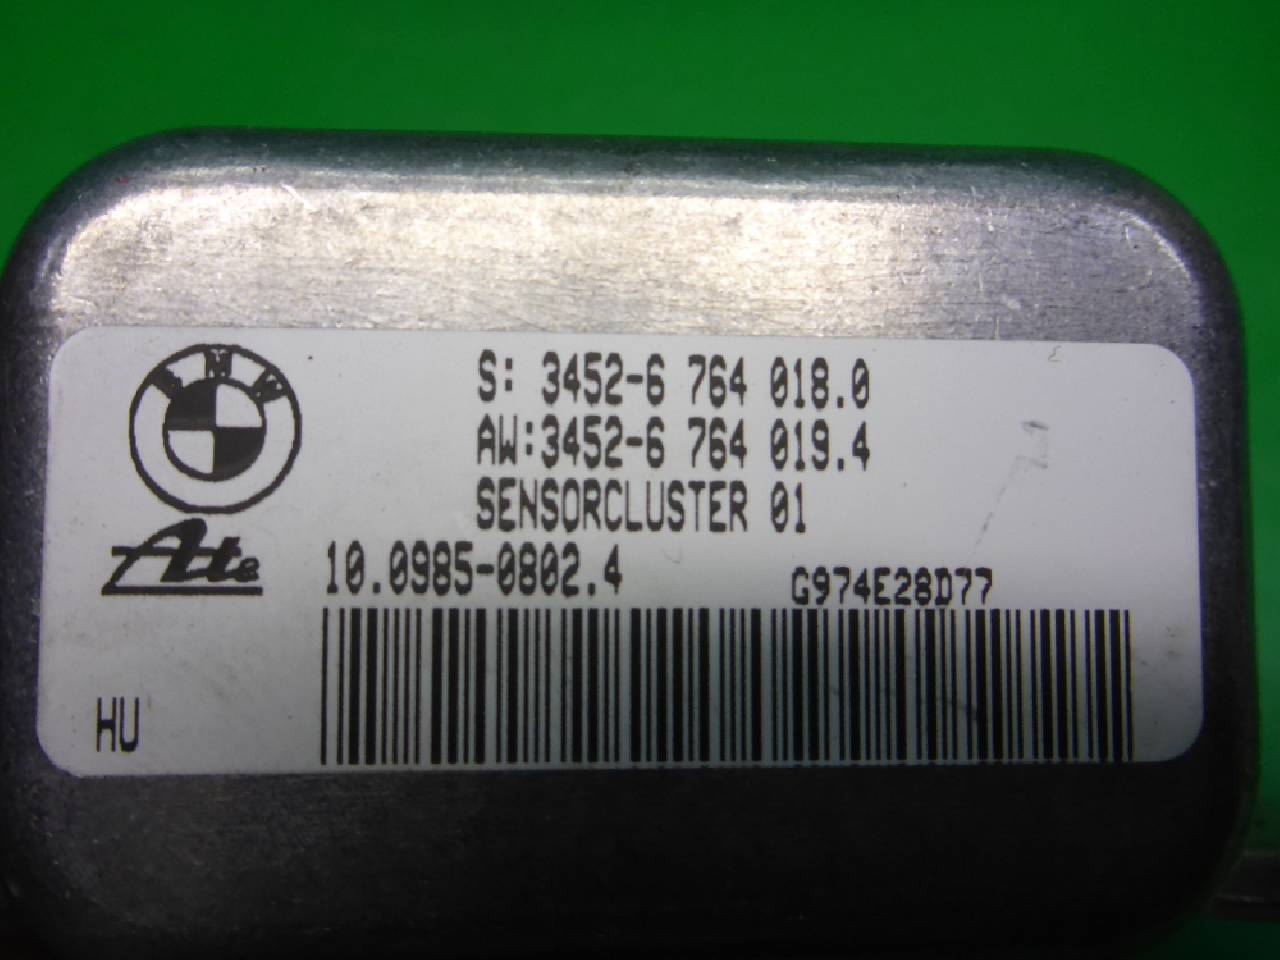 BMW
S: 3452-6 764 018.0
AW:3452-6 764 019.4
SENSORCLUSTER 01
Ate
10.0985-0802.4 G974E28D77
HU